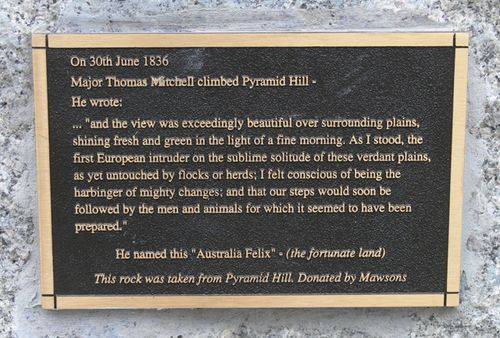 On 30th June 1836
Major Thomas Mitchell climbed Pyramid Hill -
He wrote:
... "and the view was exceedingly beautiful over surrounding plains,
shining fresh and green in the light of a fine morning. As I stood, the
first European intruder on the sublime solitude of these verdant plains,
as yet untouched by flocks or herds; I felt conscious of being the
harbinger of mighty changes; and that our steps would soon be
followed by the men and animals for which it seemed to have been
prepared."
He named this "Australia Felix" - (the fortunate land)
This rock was taken from Pyramid Hill. Donated by Mawsons